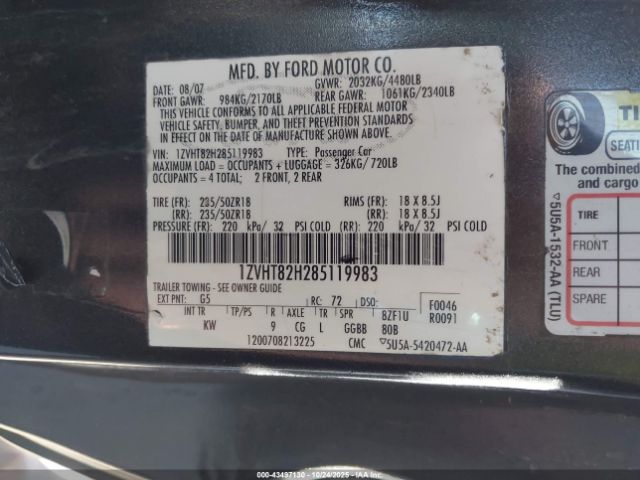 MFD. BY FORD MOTOR CO.
DATE: 08/07 GVWR: 2032KG/4480LB
FRONT GAWR: 984KG/2170LB REAR GAWR: 1061KG/2340LB
THIS VEHICLE CONFORMS TO ALL APPLICABLE FEDERAL MOTOR
VEHICLE SAFETY, BUMPER, AND THEFT PREVENTION STANDARDS
IN EFFECT ON THE DATE OF MANUFACTURE SHOWN ABOVE.
VIN: 1ZVHT82H285119983 TYPE: Passenger Car
MAXIMUM LOAD = OCCUPANTS + LUGGAGE = 326KG/720LB
OCCUPANTS = 4 TOTAL; 2 FRONT, 2 REAR
TIRE (FR): 235/50ZR18 RIMS (FR): 18 X 8.5J
(RR): 235/50ZR18 (RR): 18 X 8.5J
PRESSURE (FR): 220 kPa/ 32 PSI COLD (RR): 220 kPa/ 32 PSI COLD
1ZVHT82H285119983
TRAILER TOWING - SEE OWNER GUIDE
EXT PNT: G5 RC: 72 DSO: F0046
INT TR TP/PS R AXLE TR SPR 8ZF1U R0091
KW 9 CG L GGBB 80B
1200708213225 CMC 5U5A-5420472-AA
5U5A-1532-AA (TLU)
SEATING
The combined
and cargo
TIRE
FRONT
REAR
SPARE
© IAA - 43497130 - 10/24/2025 - IAAI.COM